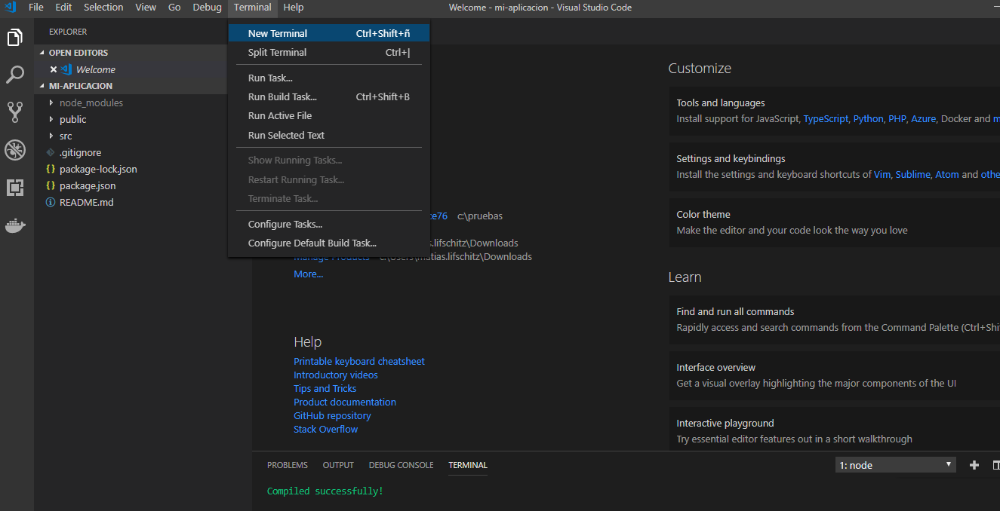 File Edit Selection View Go Debug Terminal Help Welcome - mi-aplicacion - Visual Studio Code
EXPLORER
OPEN EDITORS
Welcome
MI-APLICACION
node_modules
public
src
.gitignore
package-lock.json
package.json
README.md
New Terminal Ctrl+Shift+ñ
Split Terminal Ctrl+|
Run Task...
Run Build Task... Ctrl+Shift+B
Run Active File
Run Selected Text
Show Running Tasks...
Restart Running Task...
Terminate Task...
Configure Tasks...
Configure Default Build Task...
ce76 c:\pruebas
s.lifschitz\Downloads
Manage Products c:\Users\matias.lifschitz\Downloads
More...
Help
Printable keyboard cheatsheet
Introductory videos
Tips and Tricks
Product documentation
GitHub repository
Stack Overflow
Customize
Tools and languages
Install support for JavaScript, TypeScript, Python, PHP, Azure, Docker and m
Settings and keybindings
Install the settings and keyboard shortcuts of Vim, Sublime, Atom and othe
Color theme
Make the editor and your code look the way you love
Learn
Find and run all commands
Rapidly access and search commands from the Command Palette (Ctrl+Shi
Interface overview
Get a visual overlay highlighting the major components of the UI
Interactive playground
Try essential editor features out in a short walkthrough
PROBLEMS OUTPUT DEBUG CONSOLE TERMINAL 1: node
Compiled successfully!